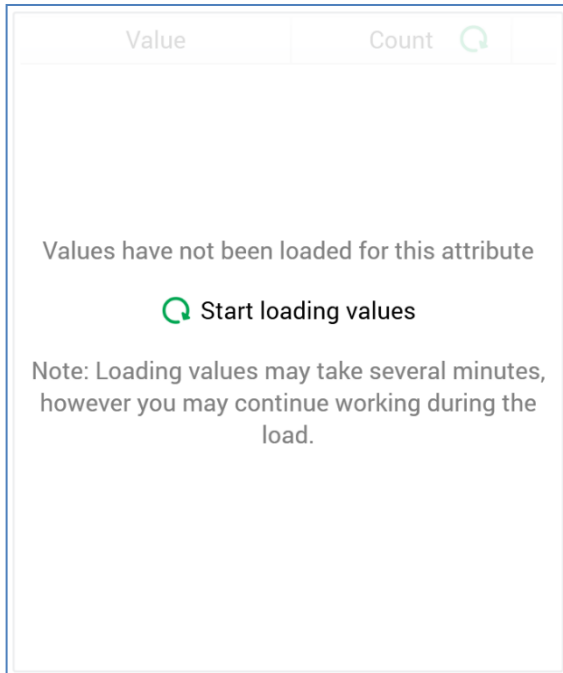 Value Count
Values have not been loaded for this attribute
Start loading values
Note: Loading values may take several minutes,
however you may continue working during the
load.